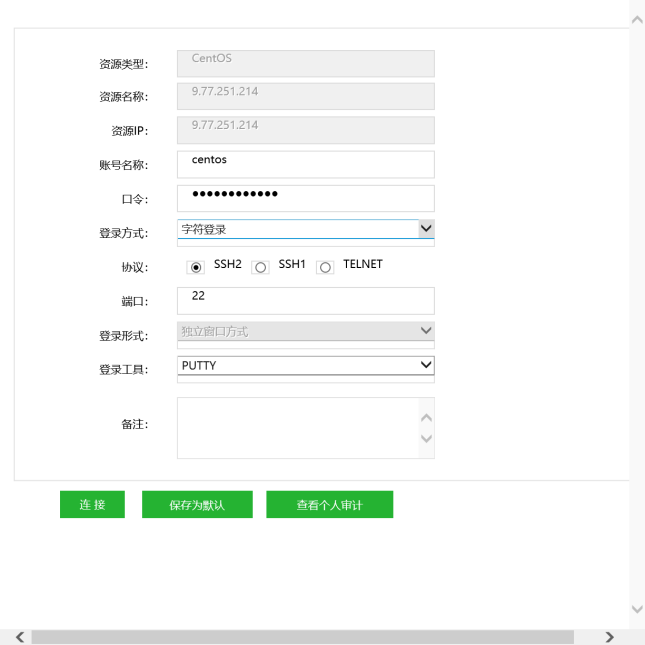 资源类型: CentOS
资源名称: 9.77.251.214
资源IP: 9.77.251.214
账号名称: centos
口令: ●●●●●●●●●●●●
登录方式: 字符登录
协议: SSH2 SSH1 TELNET
端口: 22
登录形式: 独立窗口方式
登录工具: PUTTY
备注:
连 接 保存为默认 查看个人审计